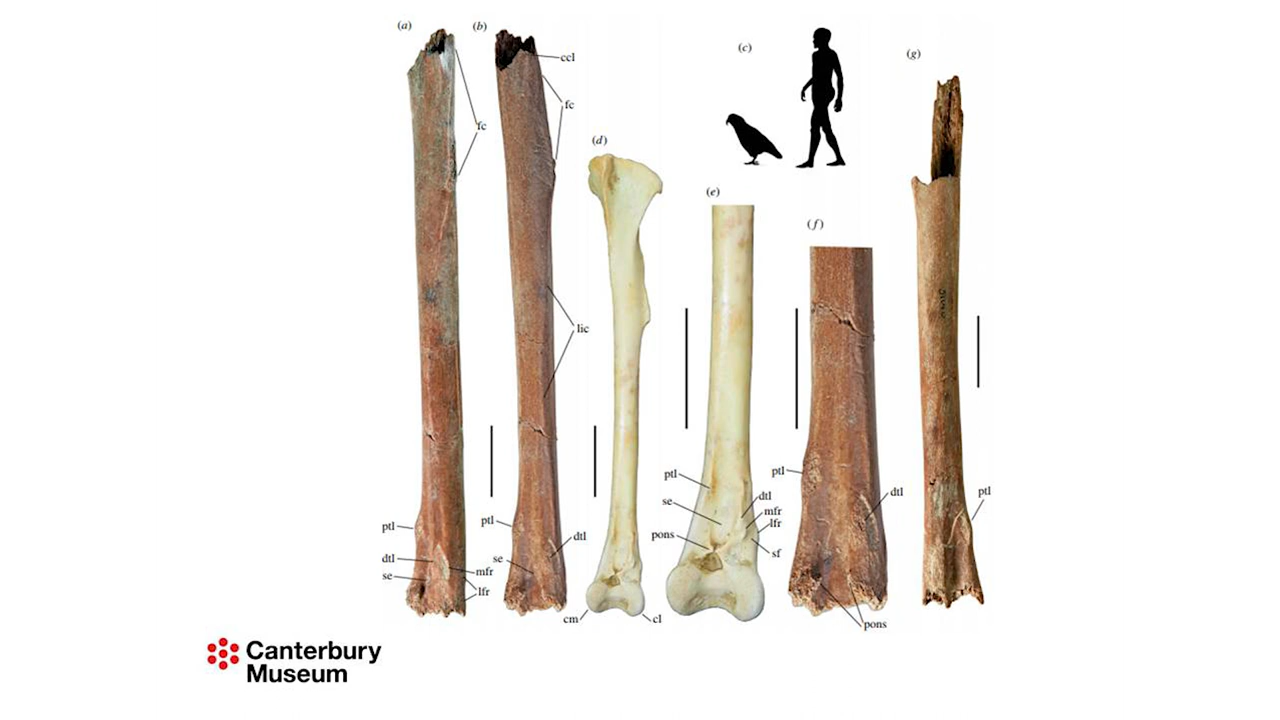 (a)
(b)
(c)
(g)
ccl
fc
fc
(d)
(e)
(f)
lic
ptl
dtl
se
mfr
lfr
ptl
se
dtl
cm
cl
ptl
se
pons
dtl
mfr
lfr
sf
ptl
dtl
pons
ptl
Canterbury
Museum